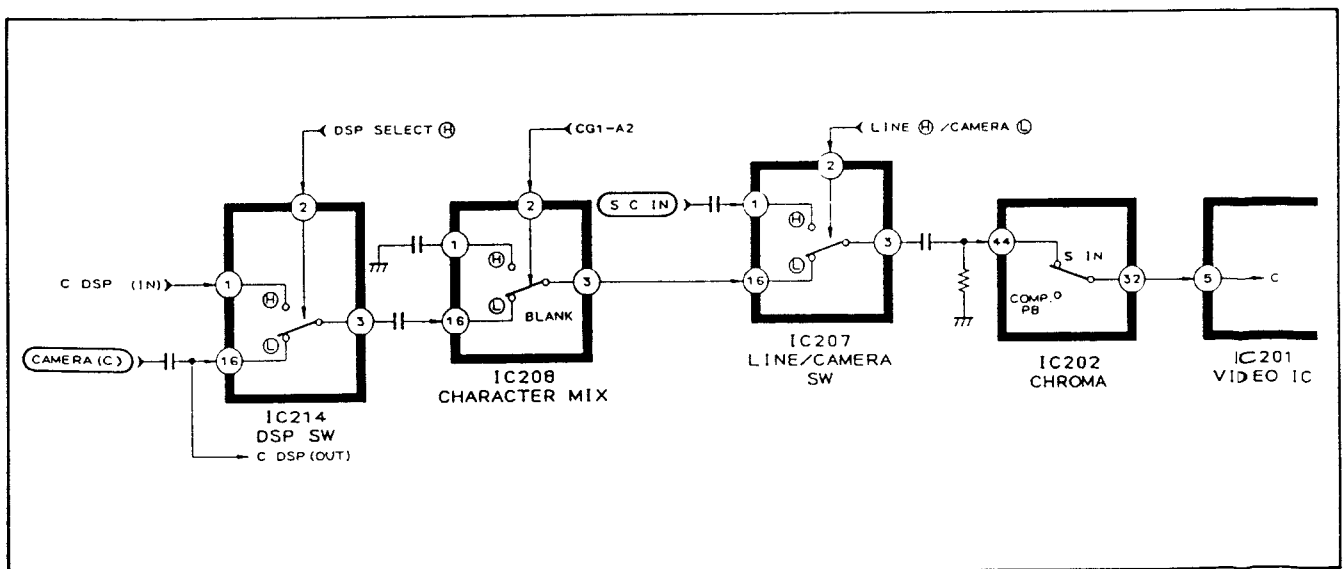 DSP SELECT Ⓗ
CG1-A2
LINE Ⓗ / CAMERA Ⓛ
2
2
2
S C IN
1
1
1
Ⓗ
Ⓗ
Ⓗ
3
44
S IN
C DSP (IN)
3
16
Ⓛ
32
5
C
3
16
Ⓛ
BLANK
COMP.
PB
CAMERA (C)
16
Ⓛ
IC214
DSP SW
C DSP (OUT)
IC208
CHARACTER MIX
IC207
LINE/CAMERA
SW
IC202
CHROMA
IC201
VIDEO IC